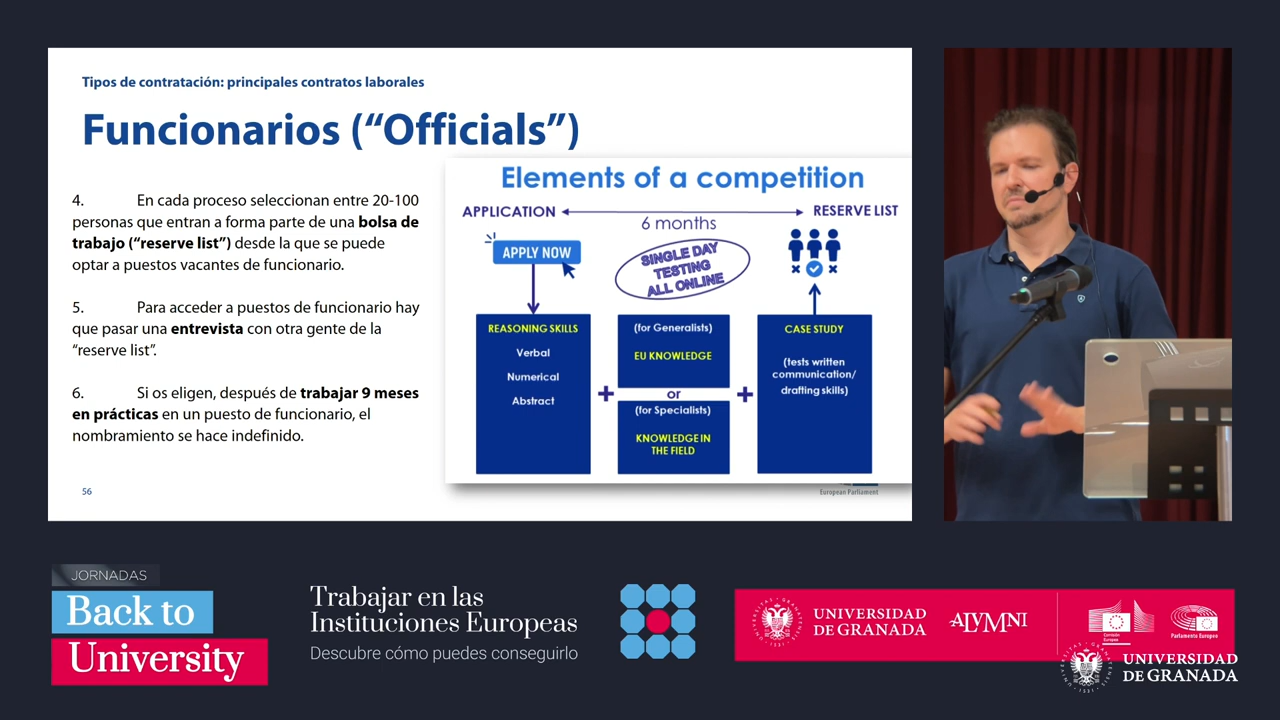 Tipos de contratación: principales contratos laborales
Funcionarios (“Officials”)
4. En cada proceso seleccionan entre 20-100
personas que entran a forma parte de una bolsa de
trabajo (“reserve list”) desde la que se puede
optar a puestos vacantes de funcionario.
5. Para acceder a puestos de funcionario hay
que pasar una entrevista con otra gente de la
“reserve list”.
6. Si os eligen, después de trabajar 9 meses
en prácticas en un puesto de funcionario, el
nombramiento se hace indefinido.
56
Elements of a competition
APPLICATION
6 months
RESERVE LIST
APPLY NOW
SINGLE DAY
TESTING
ALL ONLINE
REASONING SKILLS
Verbal
Numerical
Abstract
+
(for Generalists)
EU KNOWLEDGE
or
(for Specialists)
KNOWLEDGE IN
THE FIELD
+
CASE STUDY
(tests written
communication/
drafting skills)
European Parliament
JORNADAS
Back to
University
Trabajar en las
Instituciones Europeas
Descubre cómo puedes conseguirlo
UNIVERSIDAD
DE GRANADA
ALVMNI
Comisión
Europea
Parlamento Europeo
UNIVERSIDAD
DE GRANADA